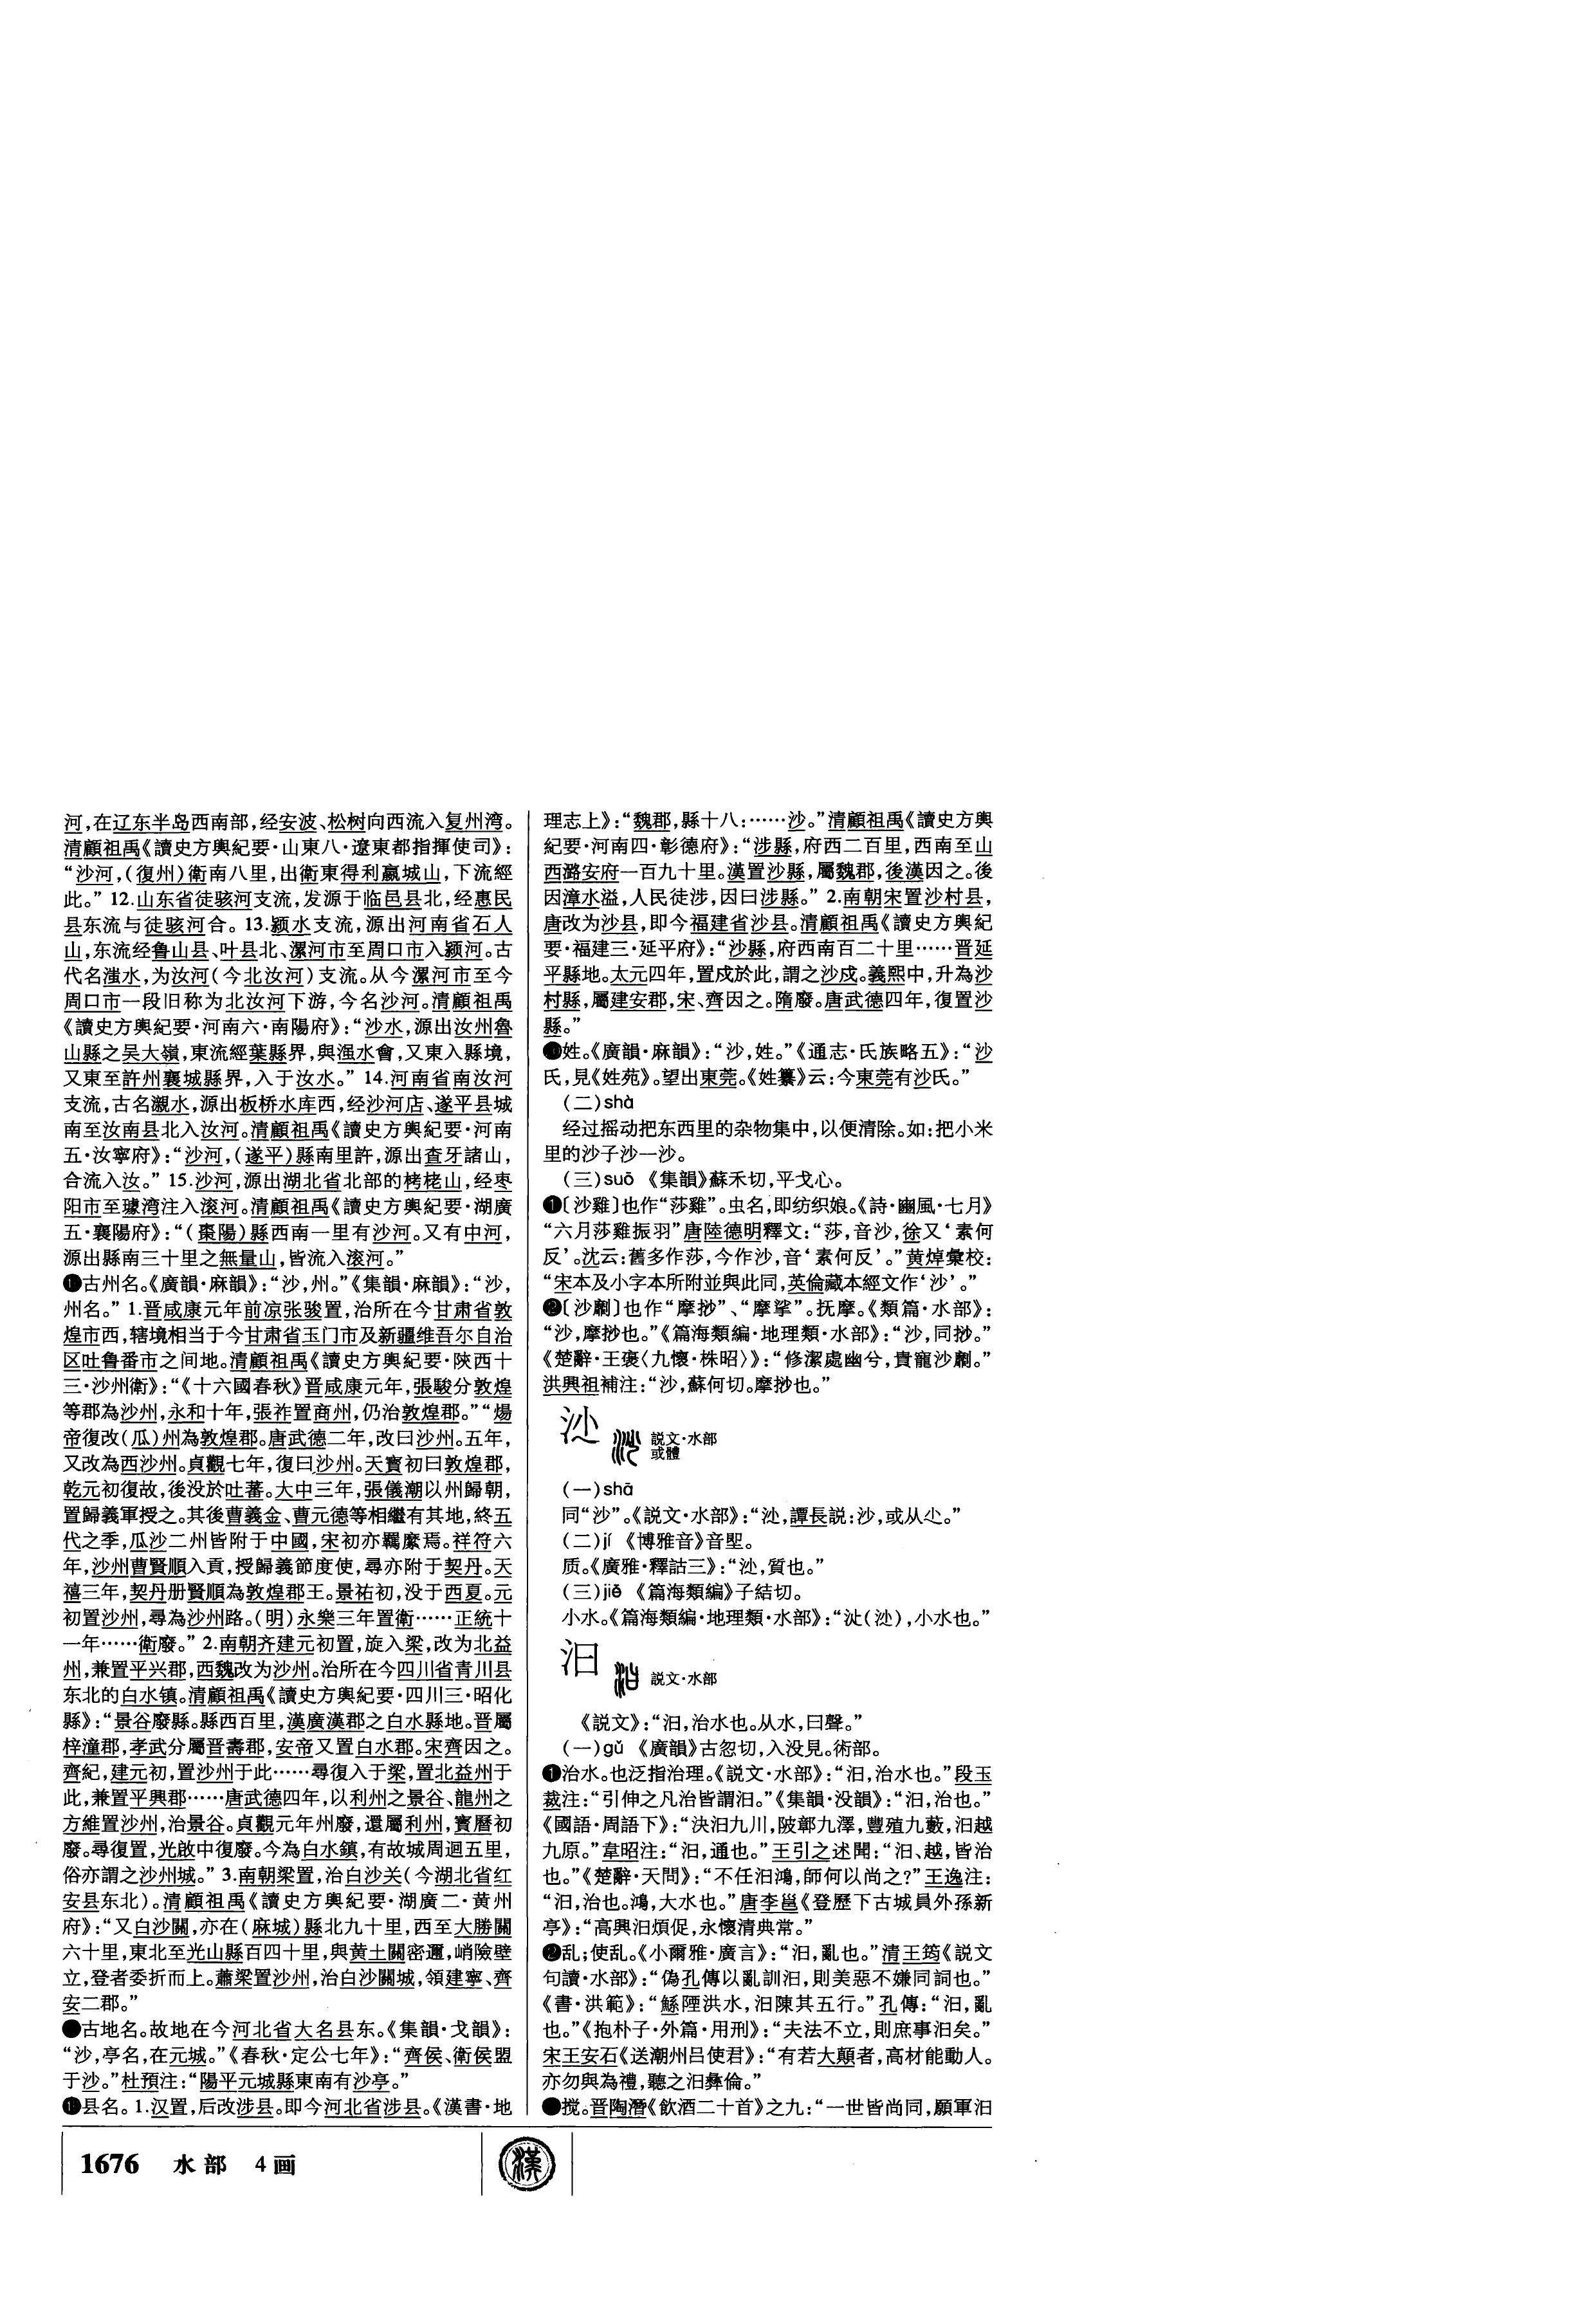 河,在辽东半岛西南部,经安波、松树向西流入复州湾。
清顧祖禹《讀史方輿紀要·山東八·遼東都指揮使司》:
“沙河,(復州)衛南八里,出衛東得利嬴城山,下流經
此。” 12.山东省徒骇河支流,发源于临邑县北,经惠民
县东流与徒骇河合。 13.颍水支流,源出河南省石人
山,东流经鲁山县、叶县北、漯河市至周口市入颍河。古
代名滍水,为汝河(今北汝河)支流。从今漯河市至今
周口市一段旧称为北汝河下游,今名沙河。清顧祖禹
《讀史方輿紀要·河南六·南陽府》:“沙水,源出汝州魯
山縣之吴大嶺,東流經葉縣界,與滍水會,又東入縣境,
又東至許州襄城縣界,入于汝水。” 14.河南省南汝河
支流,古名瀙水,源出板桥水库西,经沙河店、遂平县城
南至汝南县北入汝河。清顧祖禹《讀史方輿紀要·河南
五·汝寧府》:“沙河,(遂平)縣南里許,源出查牙諸山,
合流入汝。” 15.沙河,源出湖北省北部的栲栳山,经枣
阳市至璩湾注入滚河。清顧祖禹《讀史方輿紀要·湖廣
五·襄陽府》:“(棗陽)縣西南一里有沙河。又有中河,
源出縣南三十里之無量山,皆流入滚河。”
❶古州名。《廣韻·麻韻》:“沙,州。”《集韻·麻韻》:“沙,
州名。” 1.晋咸康元年前凉张骏置,治所在今甘肃省敦
煌市西,辖境相当于今甘肃省玉门市及新疆维吾尔自治
区吐鲁番市之间地。清顧祖禹《讀史方輿紀要·陝西十
三·沙州衛》:“《十六國春秋》晋咸康元年,張駿分敦煌
等郡為沙州,永和十年,張祚置商州,仍治敦煌郡。”“煬
帝復改(瓜)州為敦煌郡。唐武德二年,改曰沙州。五年,
又改為西沙州。貞觀七年,復曰沙州。天寳初曰敦煌郡,
乾元初復故,後没於吐蕃。大中三年,張儀潮以州歸朝,
置歸義軍授之。其後曹義金、曹元德等相繼有其地,終五
代之季,瓜沙二州皆附于中國,宋初亦羈縻焉。祥符六
年,沙州曹賢順入貢,授歸義節度使,尋亦附于契丹。天
禧三年,契丹册賢順為敦煌郡王。景祐初,没于西夏。元
初置沙州,尋為沙州路。(明)永樂三年置衛……正統十
一年……衛廢。” 2.南朝齐建元初置,旋入梁,改为北益
州,兼置平兴郡,西魏改为沙州。治所在今四川省青川县
东北的白水镇。清顧祖禹《讀史方輿紀要·四川三·昭化
縣》:“景谷廢縣。縣西百里,漢廣漢郡之白水縣地。晋屬
梓潼郡,孝武分屬晋壽郡,安帝又置白水郡。宋齊因之。
齊紀,建元初,置沙州于此……尋復入于梁,置北益州于
此,兼置平興郡……唐武德四年,以利州之景谷、龍州之
方維置沙州,治景谷。貞觀元年州廢,還屬利州,寳曆初
廢。尋復置,光啟中復廢。今為白水鎮,有故城周迴五里,
俗亦謂之沙州城。” 3.南朝梁置,治白沙关(今湖北省红
安县东北)。清顧祖禹《讀史方輿紀要·湖廣二·黄州
府》:“又白沙關,亦在(麻城)縣北九十里,西至大勝關
六十里,東北至光山縣百四十里,與黄土關密邇,峭險壁
立,登者委折而上。蕭梁置沙州,治白沙關城,領建寧、齊
安二郡。”
●古地名。故地在今河北省大名县东。《集韻·戈韻》:
“沙,亭名,在元城。”《春秋·定公七年》:“齊侯、衛侯盟
于沙。”杜預注:“陽平元城縣東南有沙亭。”
❶县名。1.汉置,后改涉县。即今河北省涉县。《漢書·地
理志上》:“魏郡,縣十八:……沙。”清顧祖禹《讀史方輿
紀要·河南四·彰德府》:“涉縣,府西二百里,西南至山
西潞安府一百九十里。漢置沙縣,屬魏郡,後漢因之。後
因漳水溢,人民徒涉,因曰涉縣。” 2.南朝宋置沙村县,
唐改为沙县,即今福建省沙县。清顧祖禹《讀史方輿紀
要·福建三·延平府》:“沙縣,府西南百二十里……晋延
平縣地。太元四年,置戍於此,謂之沙戍。義熙中,升為沙
村縣,屬建安郡,宋、齊因之。隋廢。唐武德四年,復置沙
縣。”
●姓。《廣韻·麻韻》:“沙,姓。”《通志·氏族略五》:“沙
氏,見《姓苑》。望出東莞。《姓纂》云:今東莞有沙氏。”
(二)shà
经过摇动把东西里的杂物集中,以便清除。如:把小米
里的沙子沙一沙。
(三)suō 《集韻》蘇禾切,平戈心。
❶〔沙雞〕也作“莎雞”。虫名,即纺织娘。《詩·豳風·七月》
“六月莎雞振羽”唐陸德明釋文:“莎,音沙,徐又‘素何
反’。沈云:舊多作莎,今作沙,音‘素何反’。”黄焯彙校:
“宋本及小字本所附並與此同,英倫藏本經文作‘沙’。”
❷〔沙劘〕也作“摩挱”、“摩挲”。抚摩。《類篇·水部》:
“沙,摩挱也。”《篇海類編·地理類·水部》:“沙,同挱。”
《楚辭·王褒〈九懷·株昭〉》:“修潔處幽兮,貴寵沙劘。”
洪興祖補注:“沙,蘇何切。摩挱也。”
沙 説文·水部
或體
(一)shā
同“沙”。《説文·水部》:“沙,譚長説:沙,或从尐。”
(二)jí 《博雅音》音聖。
质。《廣雅·釋詁三》:“沙,質也。”
(三)jiě 《篇海類編》子結切。
小水。《篇海類編·地理類·水部》:“沘(沙),小水也。”
汩 説文·水部
《説文》:“汩,治水也。从水,曰聲。”
(一)gǔ 《廣韻》古忽切,入没見。術部。
❶治水。也泛指治理。《説文·水部》:“汩,治水也。”段玉
裁注:“引伸之凡治皆謂汩。”《集韻·没韻》:“汩,治也。”
《國語·周語下》:“決汩九川,陂鄣九澤,豐殖九藪,汩越
九原。”韋昭注:“汩,通也。”王引之述聞:“汩、越,皆治
也。”《楚辭·天問》:“不任汩鴻,師何以尚之?”王逸注:
“汩,治也。鴻,大水也。”唐李邕《登歷下古城員外孫新
亭》:“高興汩煩促,永懷清典常。”
❷乱;使乱。《小爾雅·廣言》:“汩,亂也。”清王筠《説文
句讀·水部》:“偽孔傳以亂訓汩,則美惡不嫌同詞也。”
《書·洪範》:“鯀陻洪水,汩陳其五行。”孔傳:“汩,亂
也。”《抱朴子·外篇·用刑》:“夫法不立,則庶事汩矣。”
宋王安石《送潮州吕使君》:“有若大顛者,高材能動人。
亦勿與為禮,聽之汩彝倫。”
●搅。晋陶潛《飲酒二十首》之九:“一世皆尚同,願軍汩
1676 水部 4画
漢